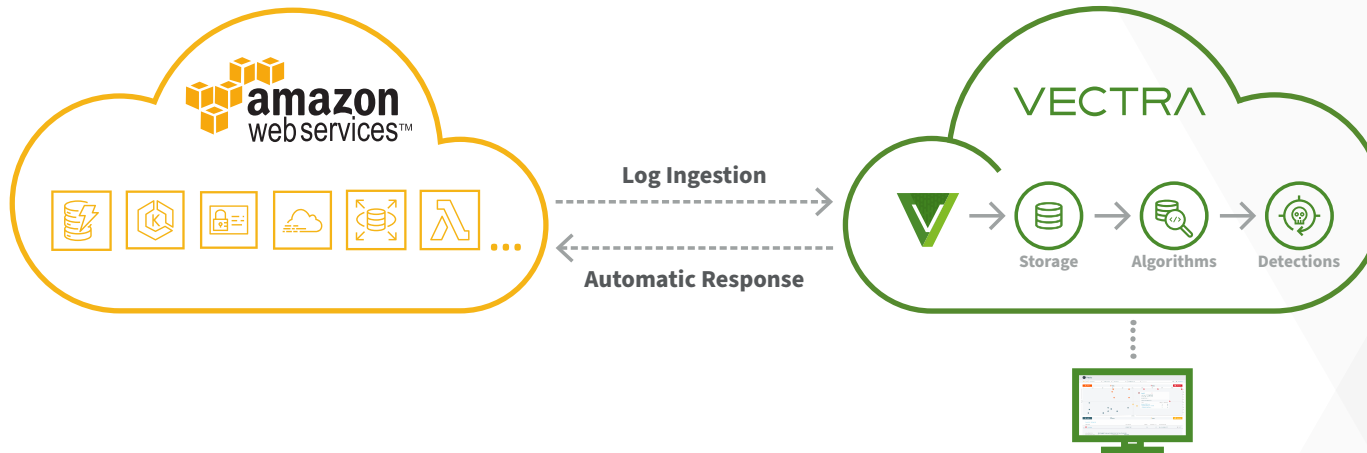 amazon
web services™
VECTRA
Log Ingestion
Automatic Response
K
V
Storage
Algorithms
Detections